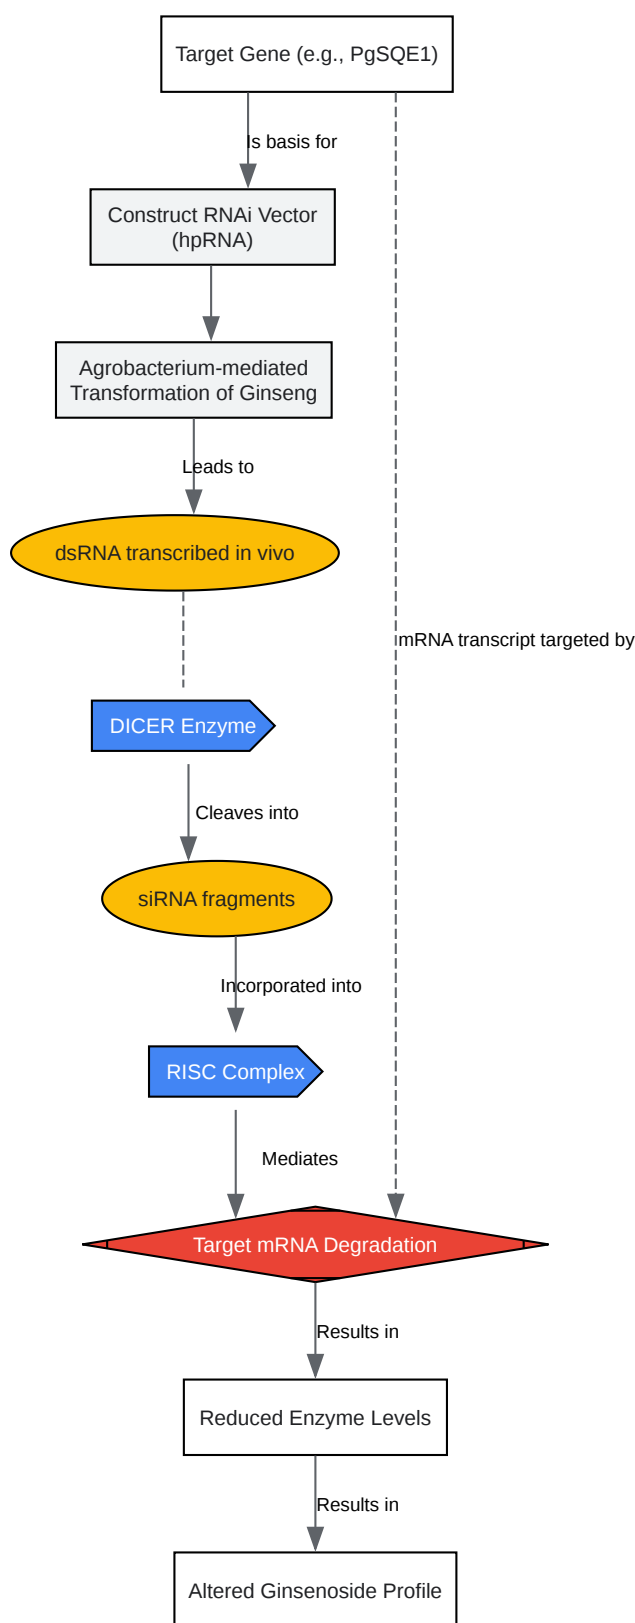 Target Gene (e.g., PgSQE1)
Is basis for
Construct RNAi Vector
(hpRNA)
Agrobacterium-mediated
Transformation of Ginseng
Leads to
dsRNA transcribed in vivo
mRNA transcript targeted by
DICER Enzyme
Cleaves into
siRNA fragments
Incorporated into
RISC Complex
Mediates
Target mRNA Degradation
Results in
Reduced Enzyme Levels
Results in
Altered Ginsenoside Profile